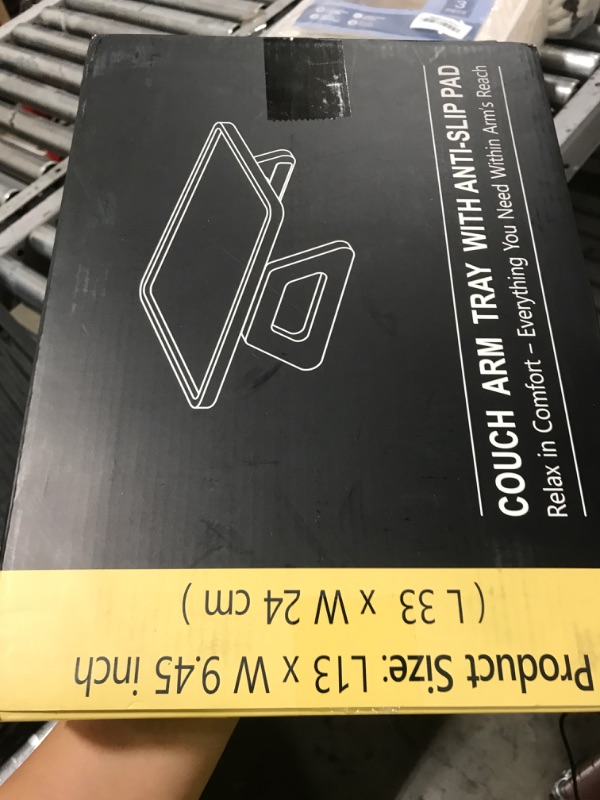 COUCH ARM TRAY WITH ANTI-SLIP PAD
Relax in Comfort – Everything You Need Within Arm's Reach
Product Size: L13 x W 9.45 inch
( L 33 x W 24 cm )